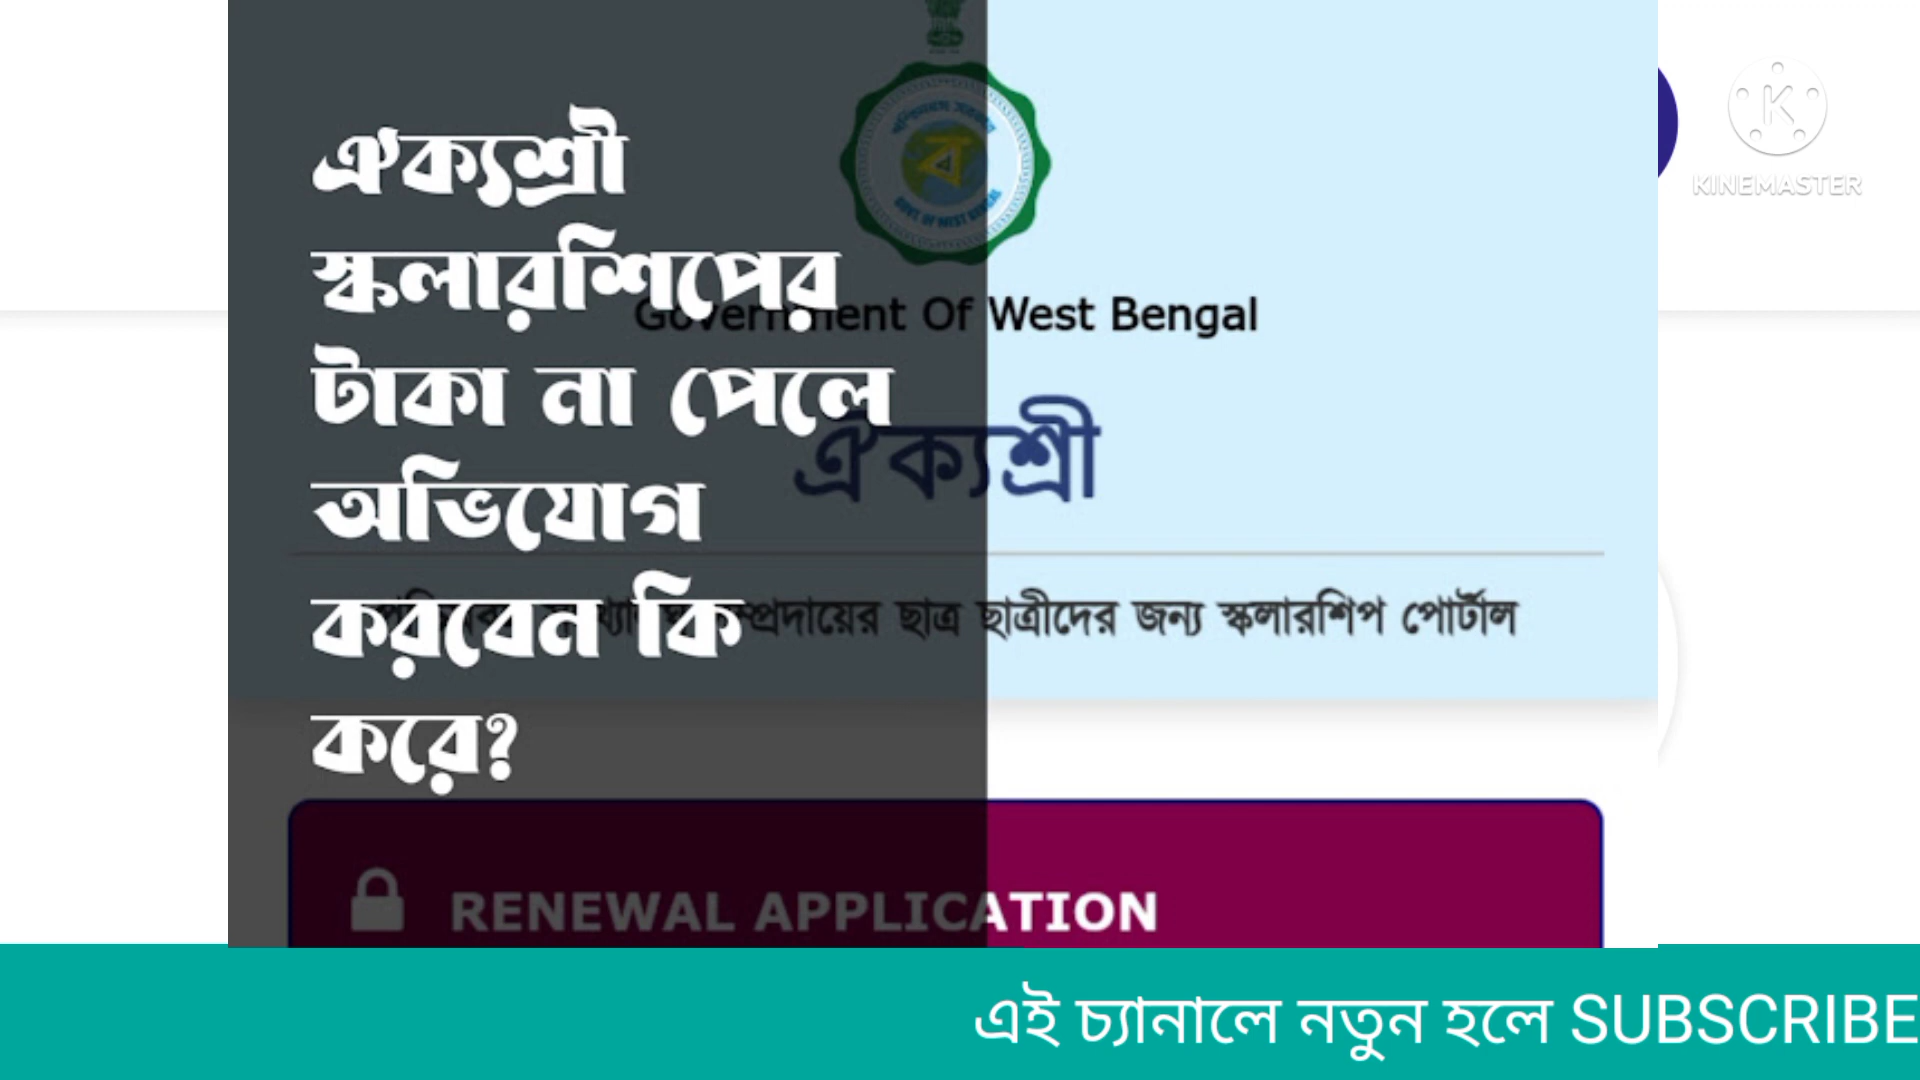 ঐক্যশ্রী
স্কলারশিপের
টাকা না পেলে
অভিযোগ
করবেন কি
করে?
Government Of West Bengal
ঐক্যশ্রী
সম্প্রদায়ের ছাত্র ছাত্রীদের জন্য স্কলারশিপ পোর্টাল
RENEWAL APPLICATION
KINEMASTER
এই চ্যানালে নতুন হলে SUBSCRIBE